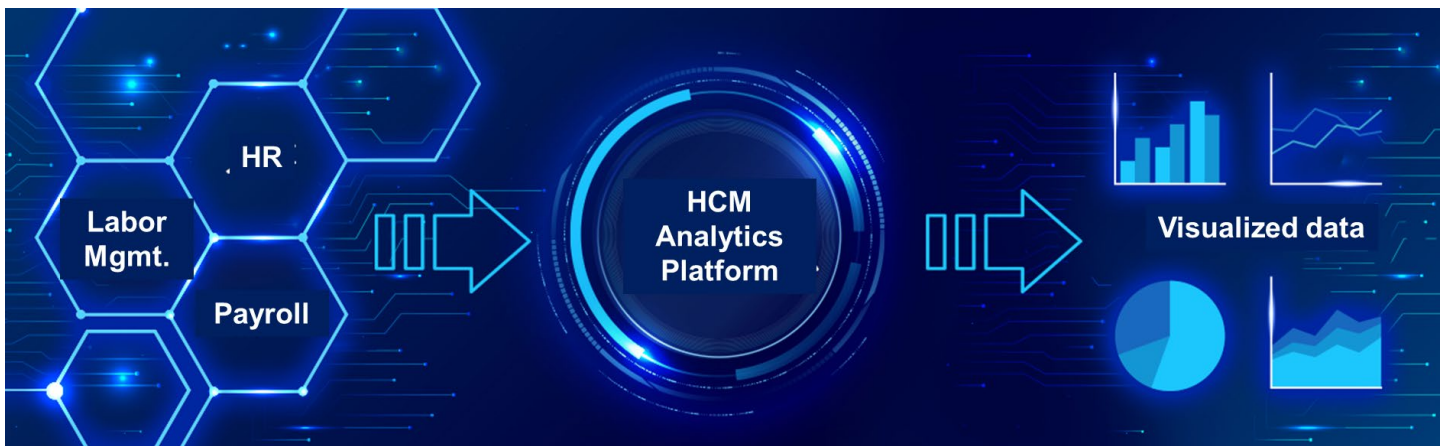 HR
Labor
Mgmt.
Payroll
HCM
Analytics
Platform
Visualized data